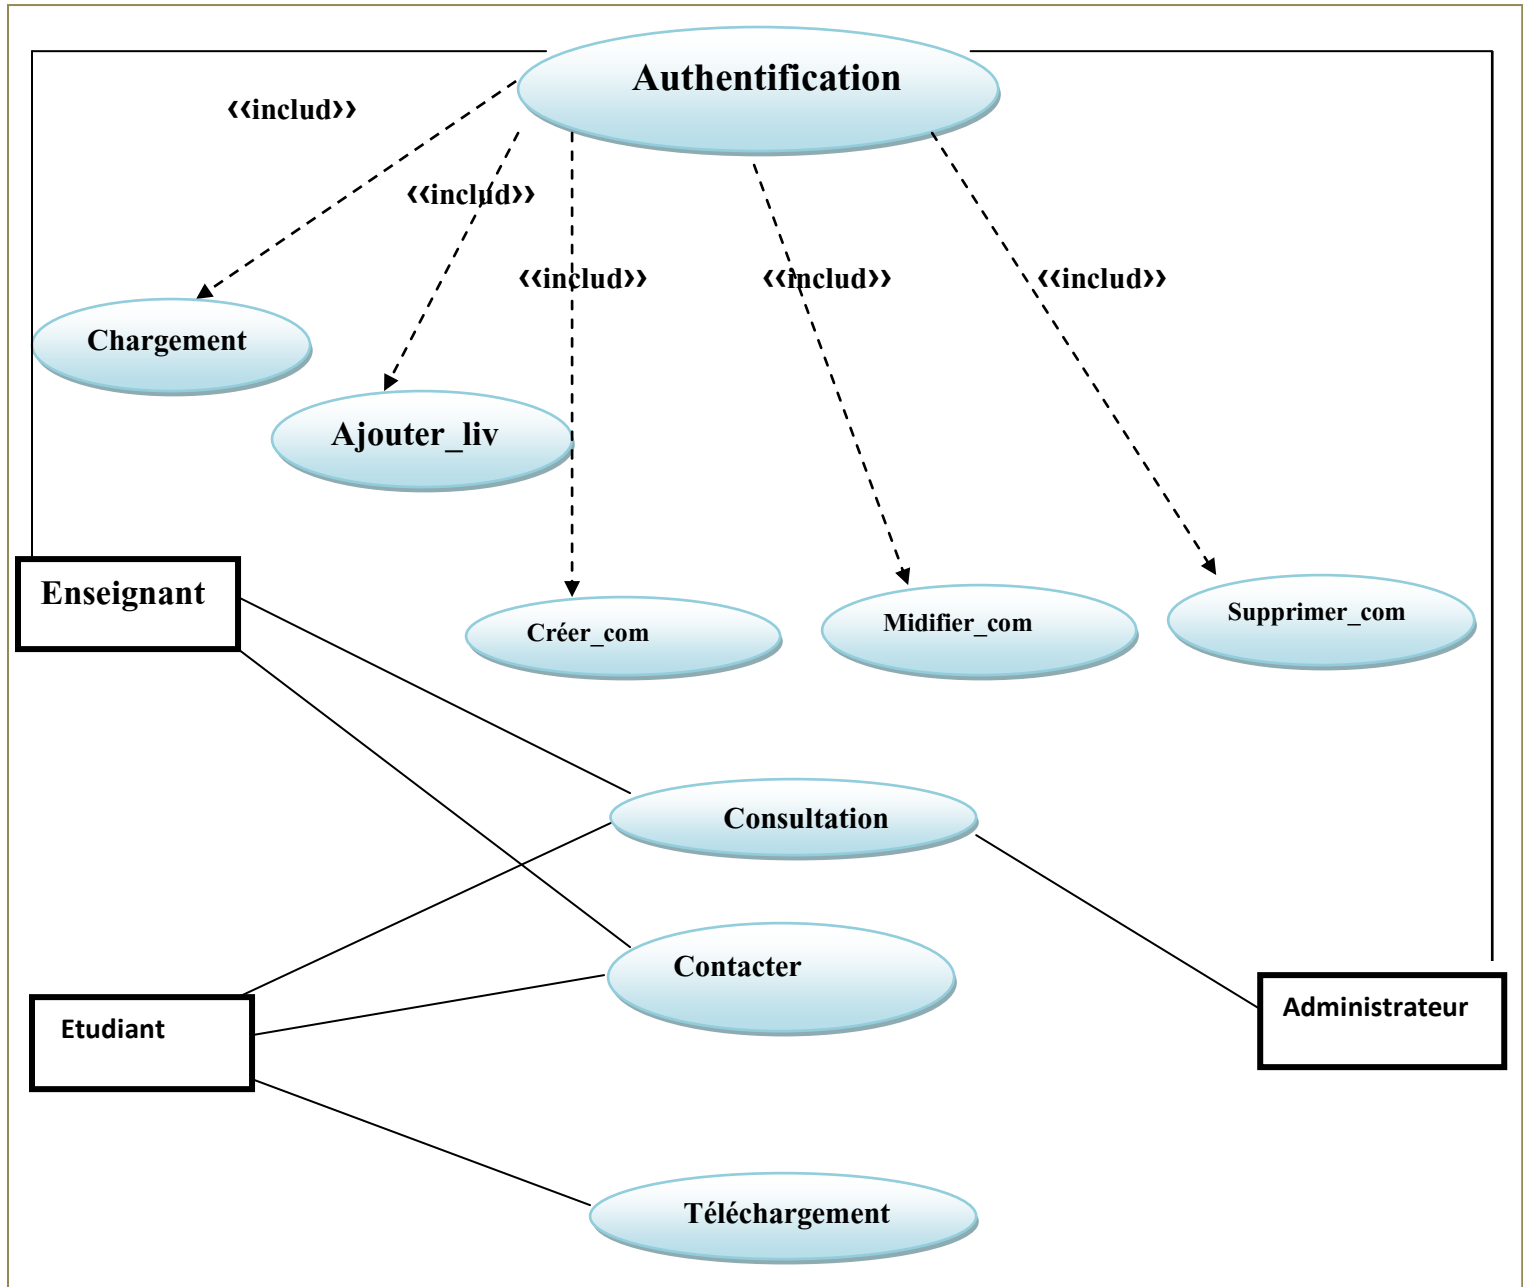 Authentification
‹‹includ››
‹‹includ››
‹‹includ››
‹‹includ››
‹‹includ››
Chargement
Ajouter_liv
Enseignant
Créer_com
Midifier_com
Supprimer_com
Consultation
Contacter
Etudiant
Administrateur
Téléchargement